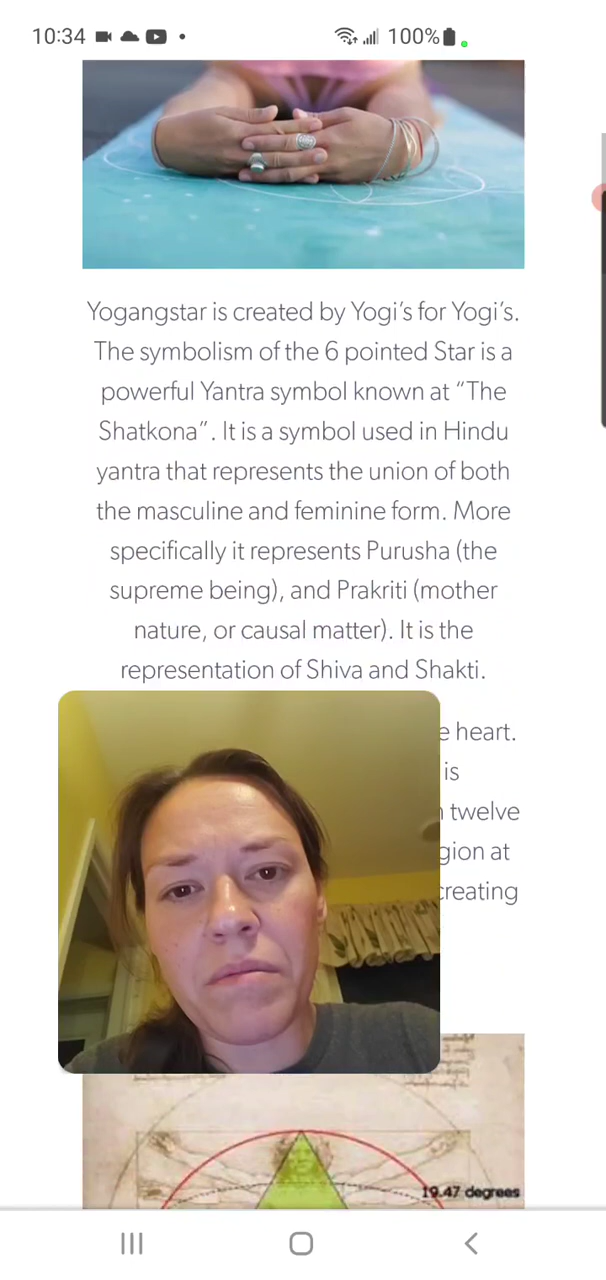 10:34
100%
Yogangstar is created by Yogi's for Yogi's.
The symbolism of the 6 pointed Star is a
powerful Yantra symbol known at “The
Shatkona”. It is a symbol used in Hindu
yantra that represents the union of both
the masculine and feminine form. More
specifically it represents Purusha (the
supreme being), and Prakriti (mother
nature, or causal matter). It is the
representation of Shiva and Shakti.
heart.
is
twelve
at
creating
19.47 degrees